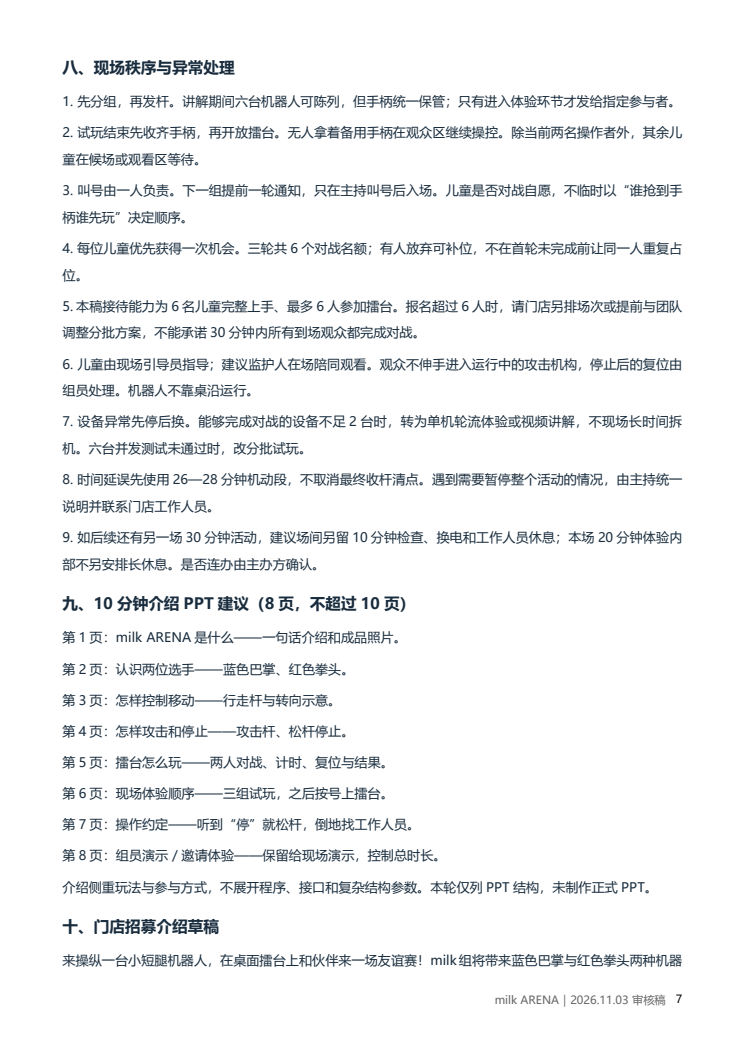 八、现场秩序与异常处理
1. 先分组，再发杆。讲解期间六台机器人可陈列，但手柄统一保管；只有进入体验环节才发给指定参与者。
2. 试玩结束先收齐手柄，再开放擂台。无人拿着备用手柄在观众区继续操控。除当前两名操作者外，其余儿
童在候场或观看区等待。
3. 叫号由一人负责。下一组提前一轮通知，只在主持叫号后入场。儿童是否对战自愿，不临时以“谁抢到手
柄谁先玩”决定顺序。
4. 每位儿童优先获得一次机会。三轮共 6 个对战名额；有人放弃可补位，不在首轮未完成前让同一人重复占
位。
5. 本稿接待能力为 6 名儿童完整上手、最多 6 人参加擂台。报名超过 6 人时，请门店另排场次或提前与团队
调整分批方案，不能承诺 30 分钟内所有到场观众都完成对战。
6. 儿童由现场引导员指导；建议监护人在场陪同观看。观众不伸手进入运行中的攻击机构，停止后的复位由
组员处理。机器人不靠桌沿运行。
7. 设备异常先停后换。能够完成对战的设备不足 2 台时，转为单机轮流体验或视频讲解，不现场长时间拆
机。六台并发测试未通过时，改分批试玩。
8. 时间延误先使用 26—28 分钟机动段，不取消最终收杆清点。遇到需要暂停整个活动的情况，由主持统一
说明并联系门店工作人员。
9. 如后续还有另一场 30 分钟活动，建议场间另留 10 分钟检查、换电和工作人员休息；本场 20 分钟体验内
部不另安排长休息。是否连办由主办方确认。
九、10 分钟介绍 PPT 建议（8 页，不超过 10 页）
第 1 页：milk ARENA 是什么——一句话介绍和成品照片。
第 2 页：认识两位选手——蓝色巴掌、红色拳头。
第 3 页：怎样控制移动——行走杆与转向示意。
第 4 页：怎样攻击和停止——攻击杆、松杆停止。
第 5 页：擂台怎么玩——两人对战、计时、复位与结果。
第 6 页：现场体验顺序——三组试玩，之后按号上擂台。
第 7 页：操作约定——听到“停”就松杆，倒地找工作人员。
第 8 页：组员演示 / 邀请体验——保留给现场演示，控制总时长。
介绍侧重玩法与参与方式，不展开程序、接口和复杂结构参数。本轮仅列 PPT 结构，未制作正式 PPT。
十、门店招募介绍草稿
来操纵一台小短腿机器人，在桌面擂台上和伙伴来一场友谊赛！milk 组将带来蓝色巴掌与红色拳头两种机器
milk ARENA | 2026.11.03 审核稿 7